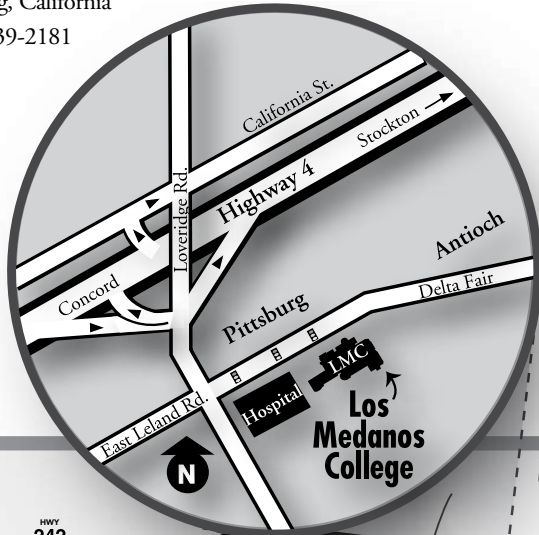 California
39-2181
California St.
Stockton
Highway 4
Loveridge Rd.
Antioch
Concord
Delta Fair
Pittsburg
LMC
Hospital
East Leland Rd.
Los
Medanos
College
N
HWY